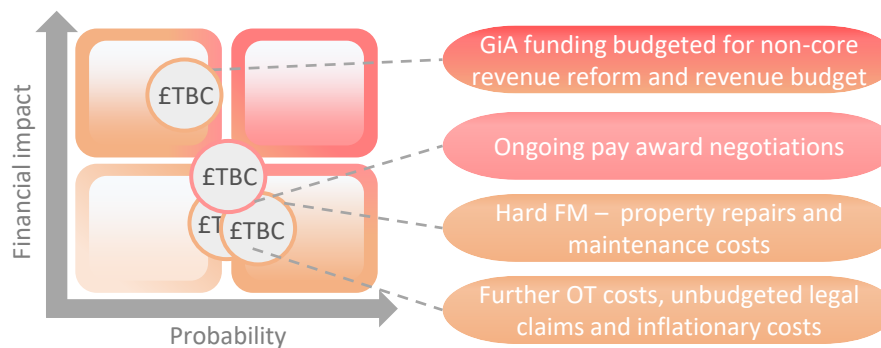 Financial impact
£TBC
£TBC
£TBC
Probability
GiA funding budgeted for non-core
revenue reform and revenue budget
Ongoing pay award negotiations
Hard FM – property repairs and
maintenance costs
Further OT costs, unbudgeted legal
claims and inflationary costs